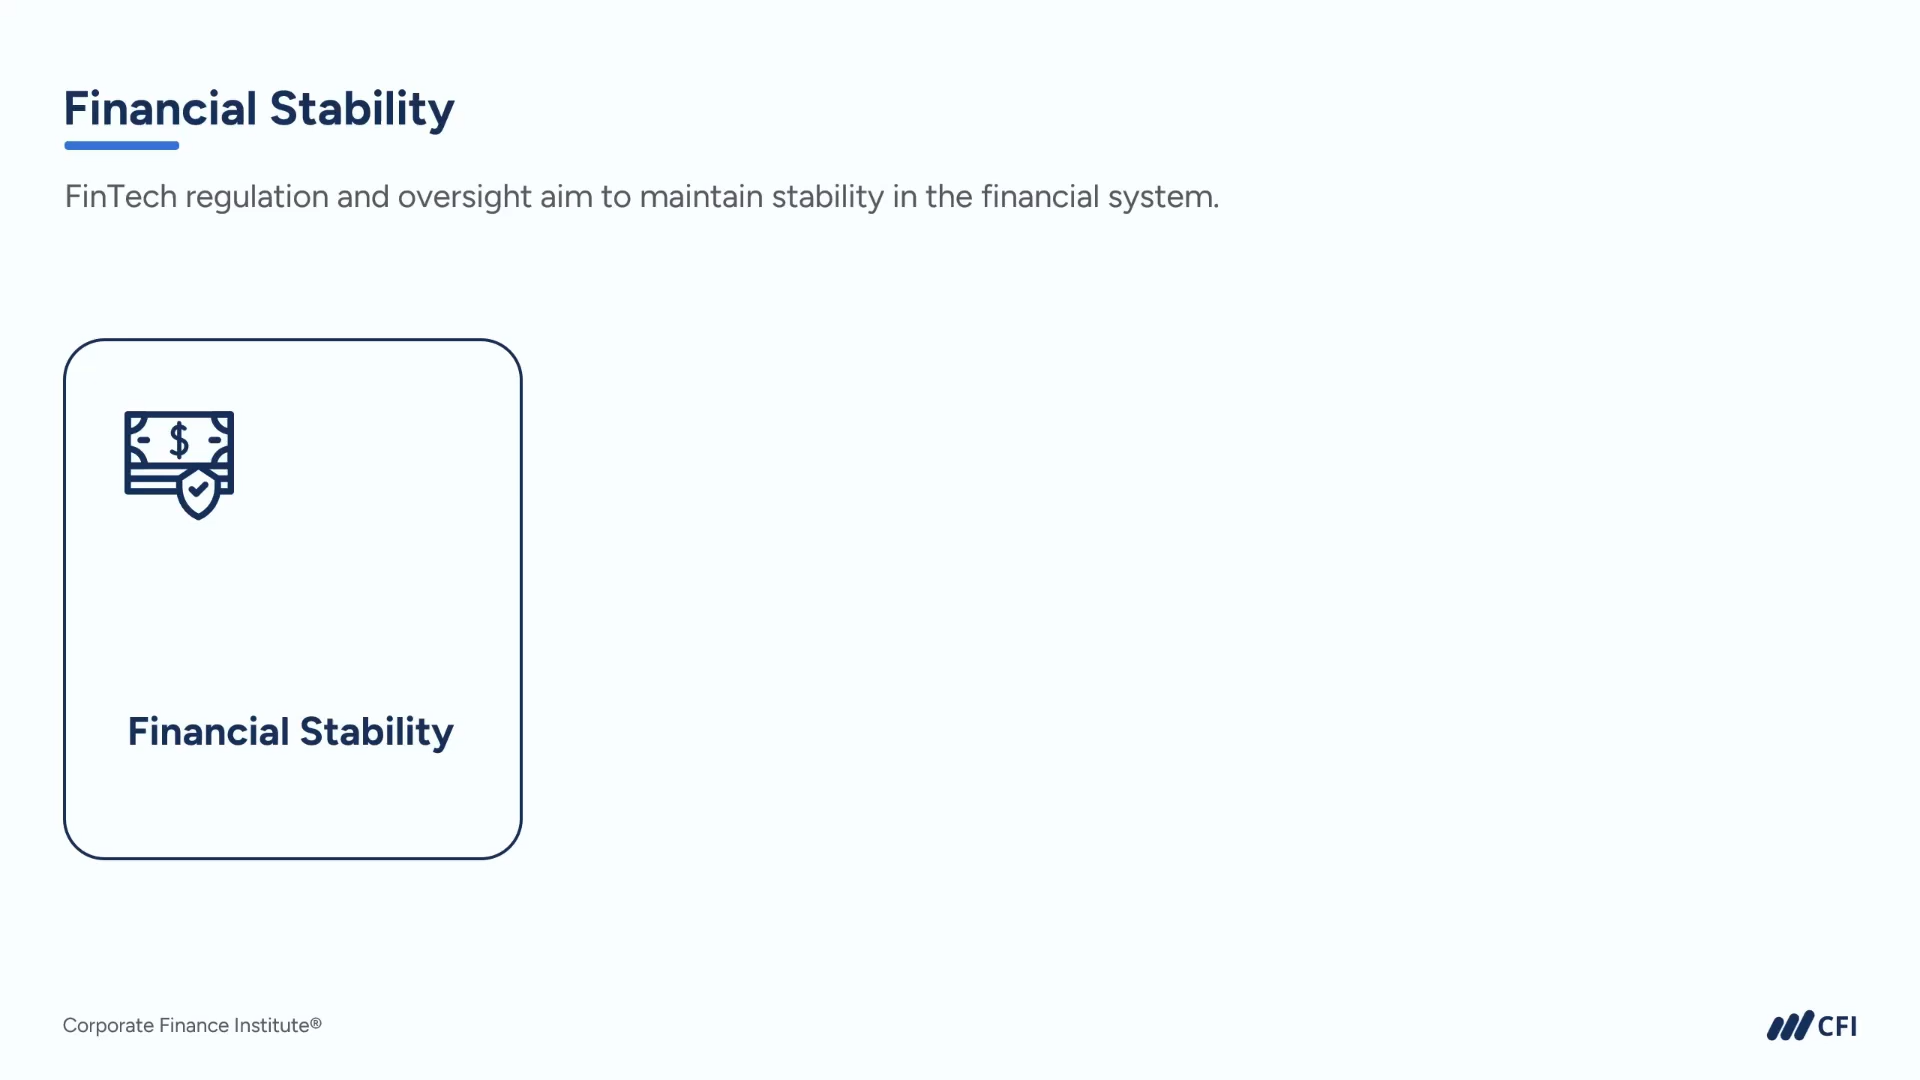 Financial Stability
FinTech regulation and oversight aim to maintain stability in the financial system.
$
Financial Stability
Corporate Finance Institute®
CFI